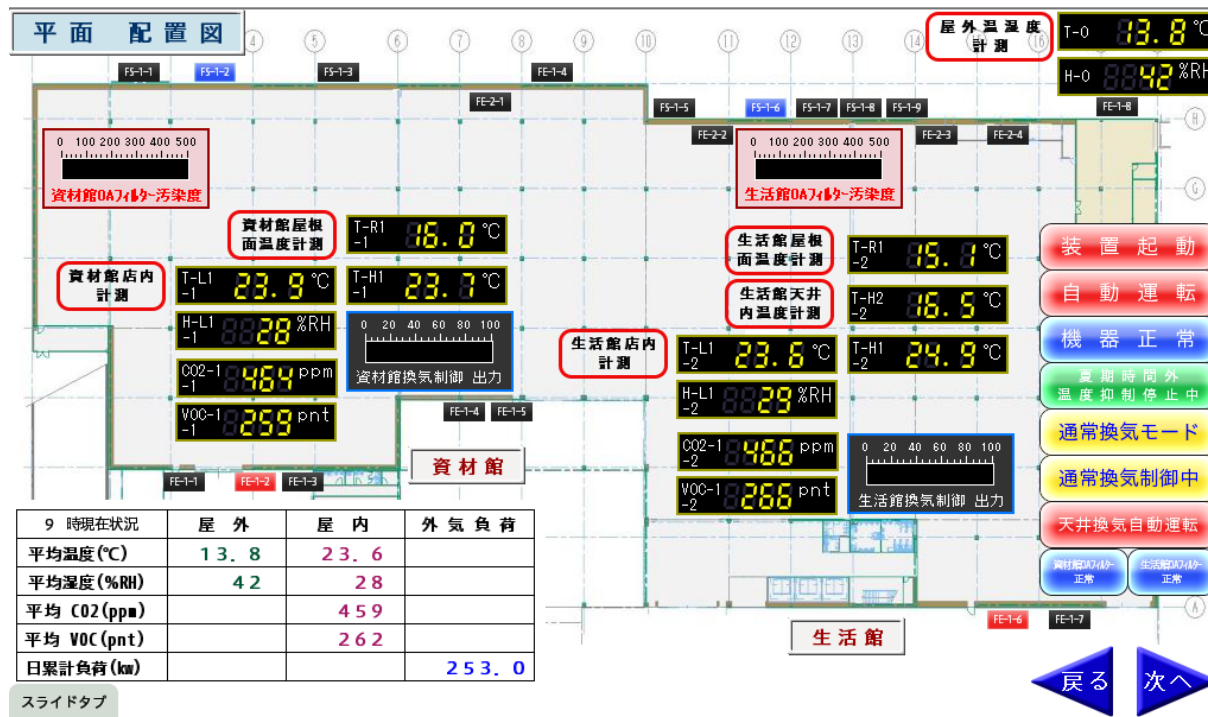 平面 配置図
4 5 6 7 8 9 10 11 12 13 14 16
屋外温湿度
計測
T-O 13.8 ℃
H-O 42 %RH
FS-1-1 FS-1-2 FS-1-3 FE-1-4
FE-2-1
FS-1-5 FS-1-6 FS-1-7 FS-1-8 FS-1-9 FE-1-8
FE-2-2 FE-2-3 FE-2-4
H
G
A
0 100 200 300 400 500
資材館OAフィルター汚染度
0 100 200 300 400 500
生活館OAフィルター汚染度
資材館屋根
面温度計測
T-R1
-1 16.0 ℃
資材館店内
計測
T-L1
-1 23.9 ℃
T-H1
-1 23.7 ℃
H-L1
-1 28 %RH
CO2-1
-1 464 ppm
VOC-1
-1 259 pnt
0 20 40 60 80 100
資材館換気制御 出力
FE-1-4 FE-1-5
資材館
FE-1-1 FE-1-2 FE-1-3
生活館屋根
面温度計測
T-R1
-2 15.1 ℃
生活館天井
内温度計測
T-H2
-2 16.5 ℃
生活館店内
計測
T-L1
-2 23.6 ℃
T-H1
-2 24.9 ℃
H-L1
-2 29 %RH
CO2-1
-2 466 ppm
VOC-1
-2 266 pnt
0 20 40 60 80 100
生活館換気制御 出力
装置起動
自動運転
機器正常
夏期時間外
温度抑制停止中
通常換気モード
通常換気制御中
天井換気自動運転
資材館OAフィルター
正常
生活館OAフィルター
正常
FE-1-6 FE-1-7
生活館
9 時現在状況 屋外 屋内 外気負荷
平均温度(℃) 13.8 23.6
平均湿度(%RH) 42 28
平均 CO2(ppm) 459
平均 VOC(pnt) 262
日累計負荷(kw) 253.0
戻る 次へ
スライドタブ